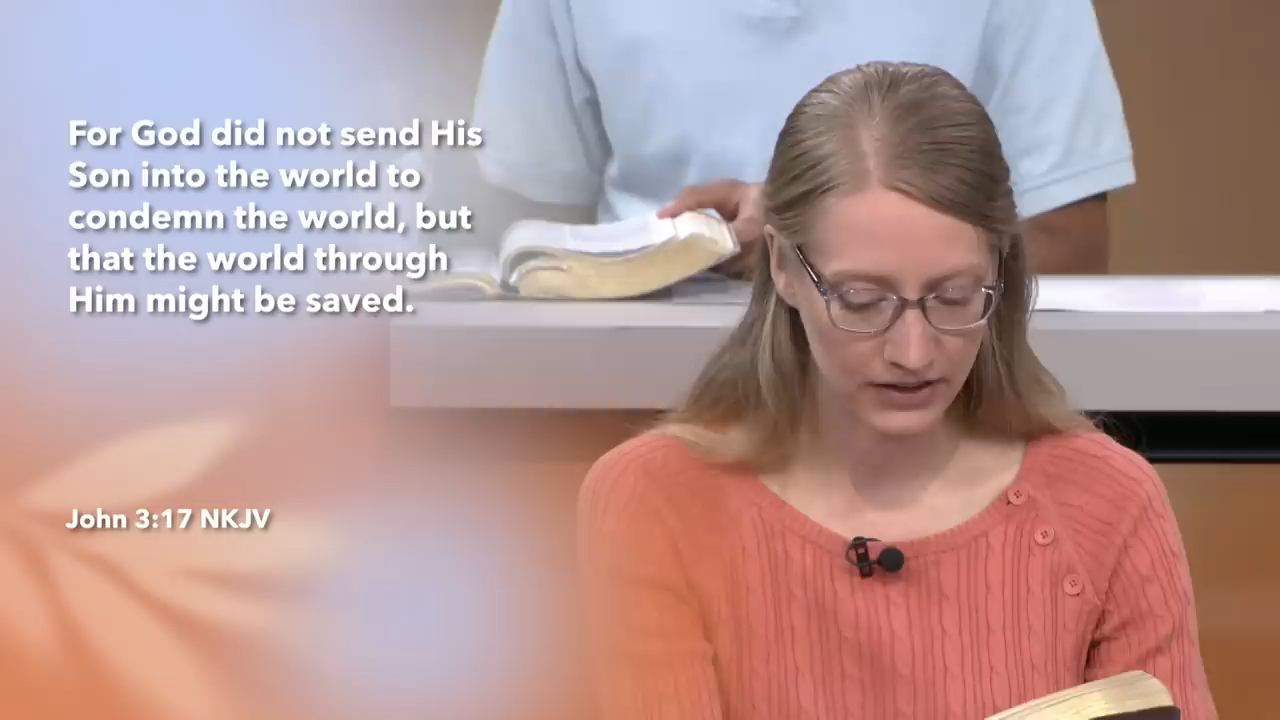 For God did not send His
Son into the world to
condemn the world, but
that the world through
Him might be saved.
John 3:17 NKJV